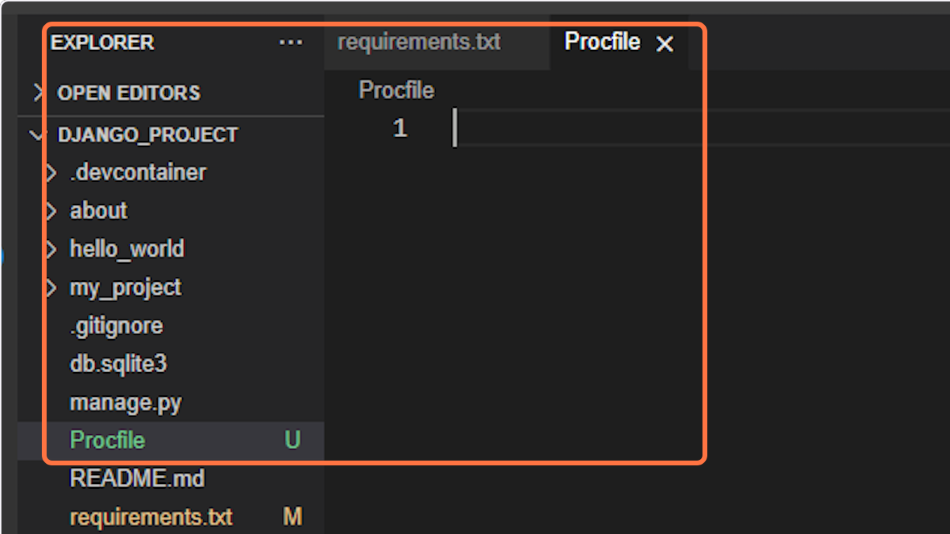 EXPLORER ... requirements.txt Procfile ×
> OPEN EDITORS Procfile
1
DJANGO_PROJECT
> .devcontainer
> about
> hello_world
> my_project
.gitignore
db.sqlite3
manage.py
Procfile U
README.md
requirements.txt M